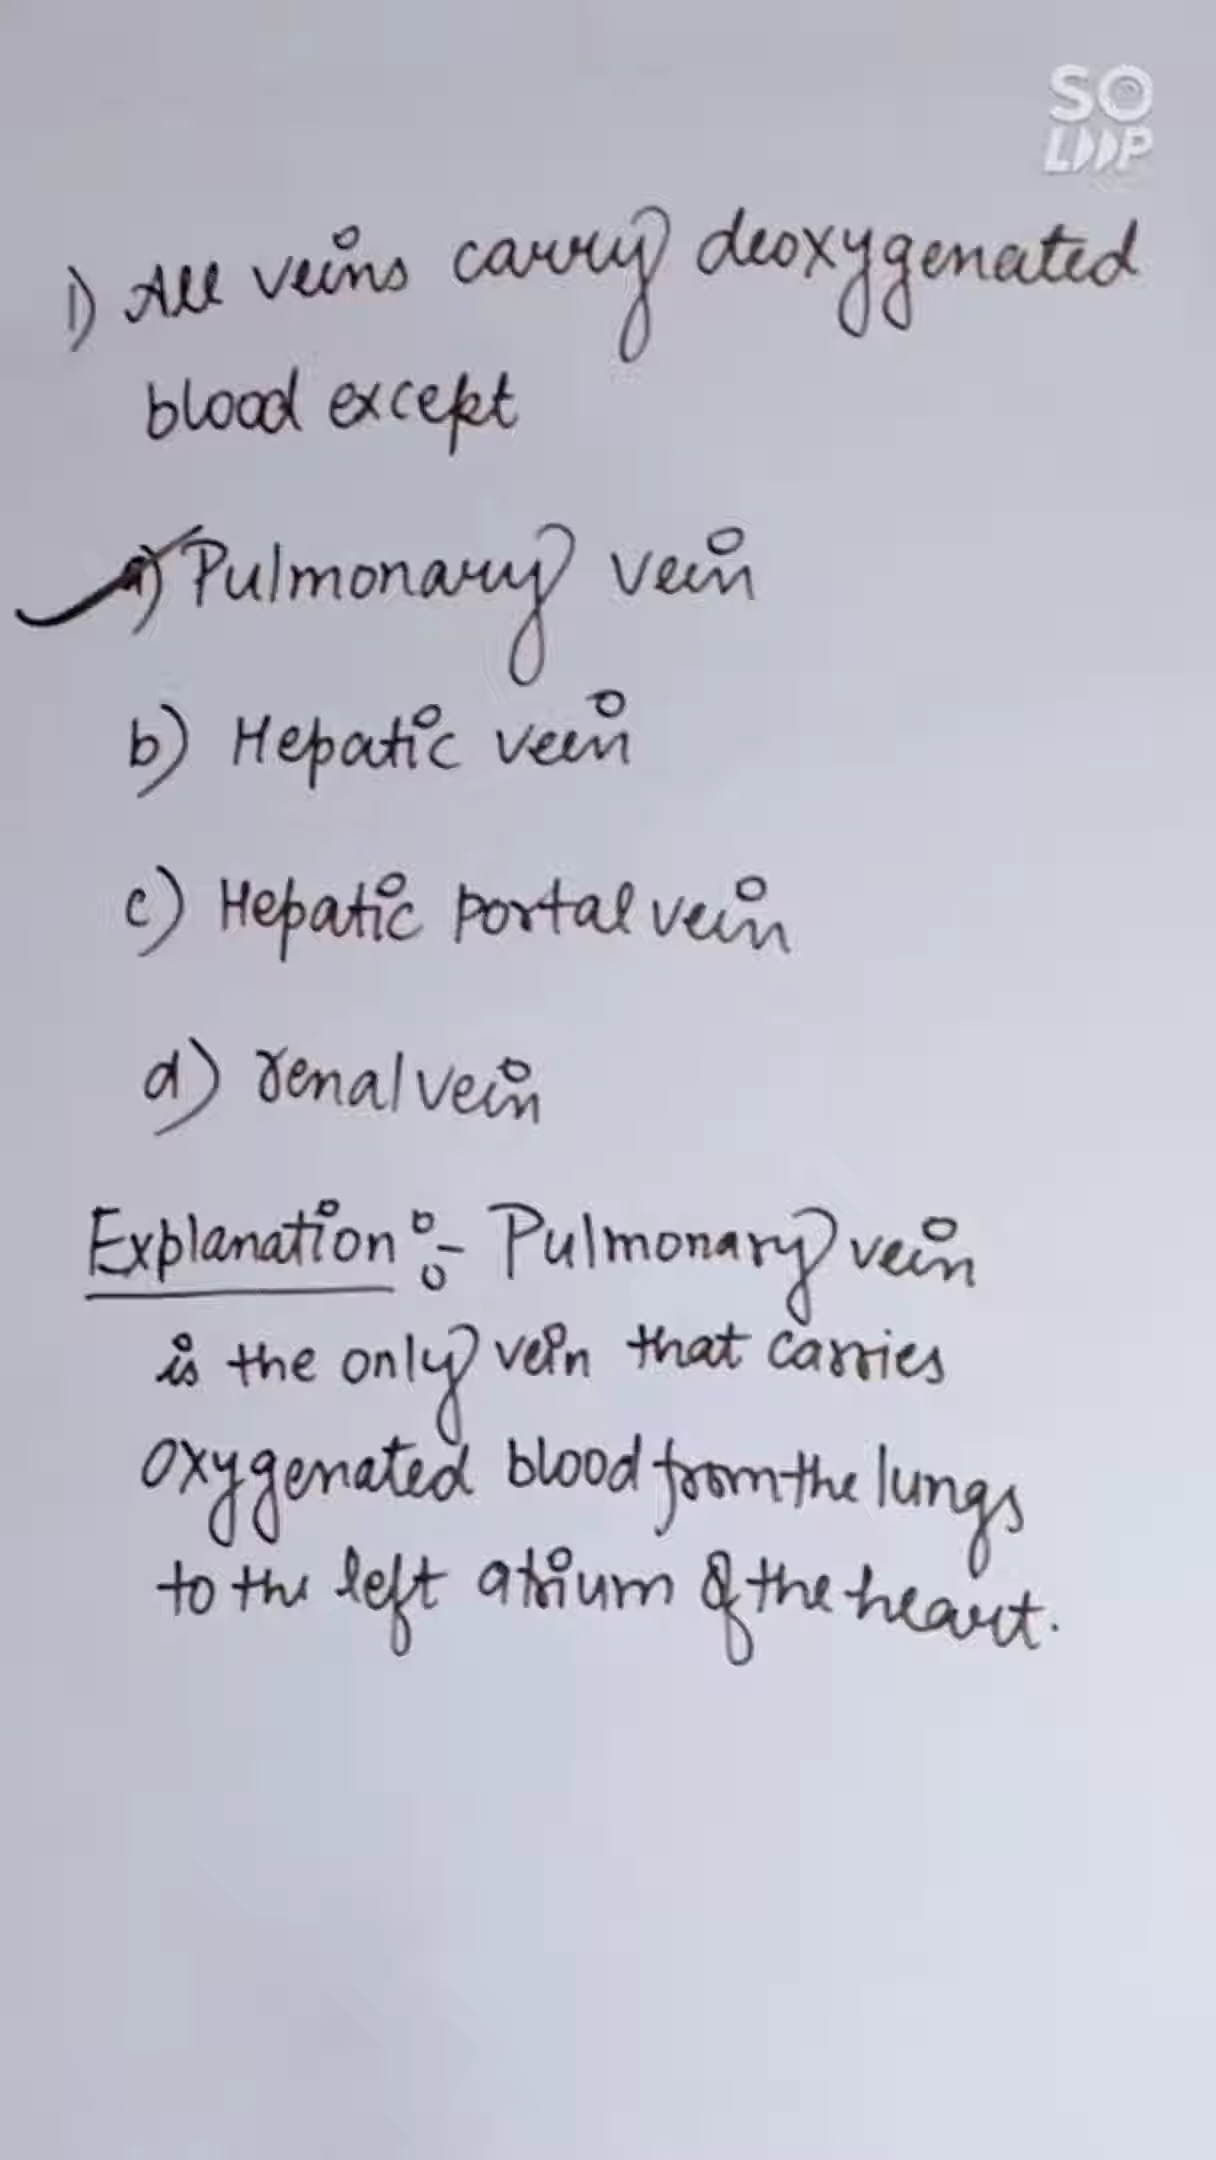 SO
LOOP
1) All veins carry deoxygenated
blood except
a) Pulmonary vein
b) Hepatic vein
c) Hepatic portal vein
d) renal vein
Explanation :- Pulmonary vein
is the only vein that carries
oxygenated blood from the lungs
to the left atrium of the heart.